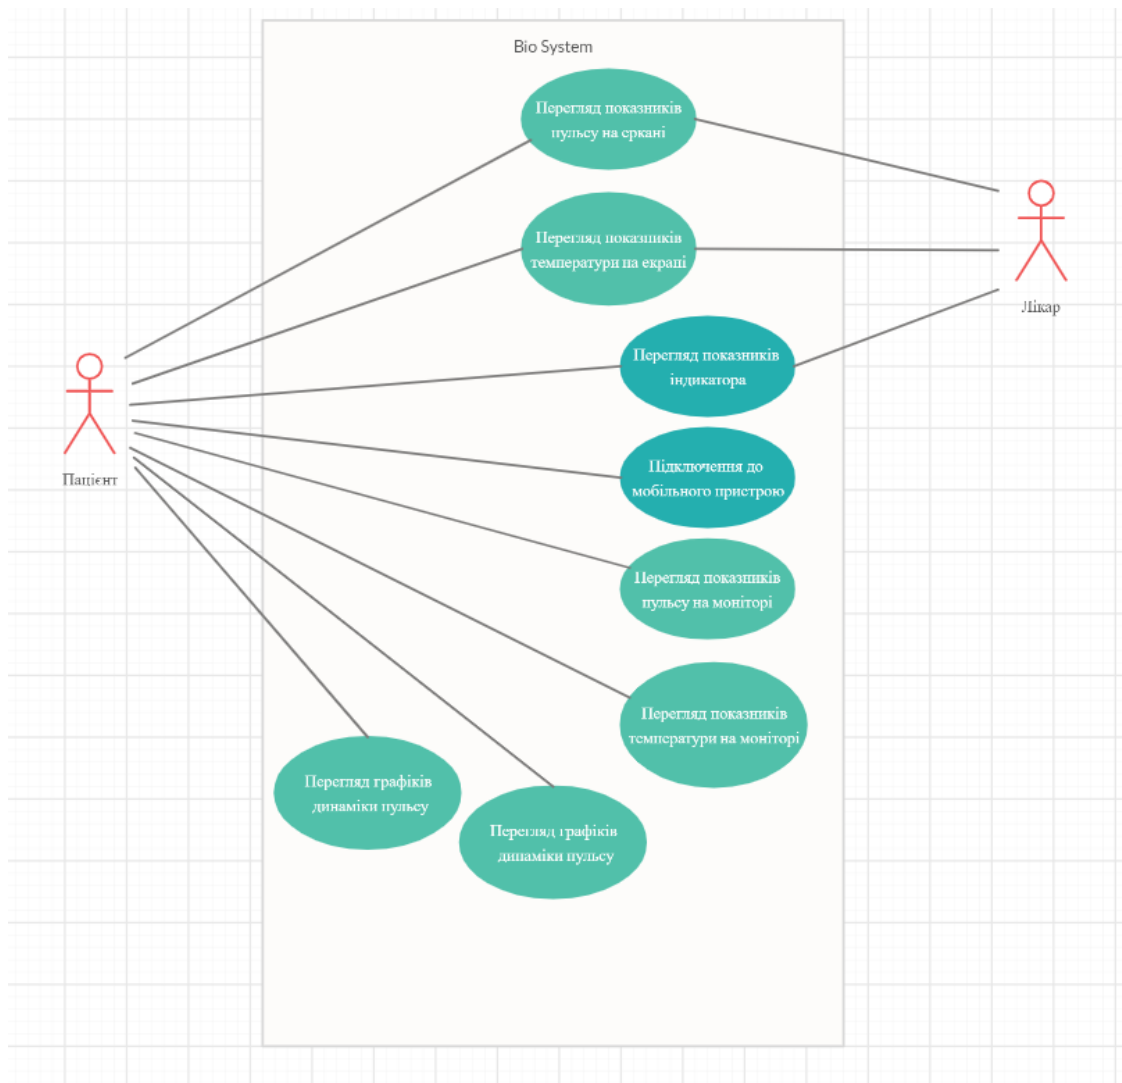 Bio System
Перегляд показників
пульсу на єркані
Перегляд показників
температури на екрані
Лікар
Перегляд показників
індикатора
Пацієнт
Підключення до
мобільного пристрою
Перегляд показників
пульсу на моніторі
Перегляд показників
температури на моніторі
Перегляд графіків
динаміки пульсу
Перегляд графіків
динаміки пульсу